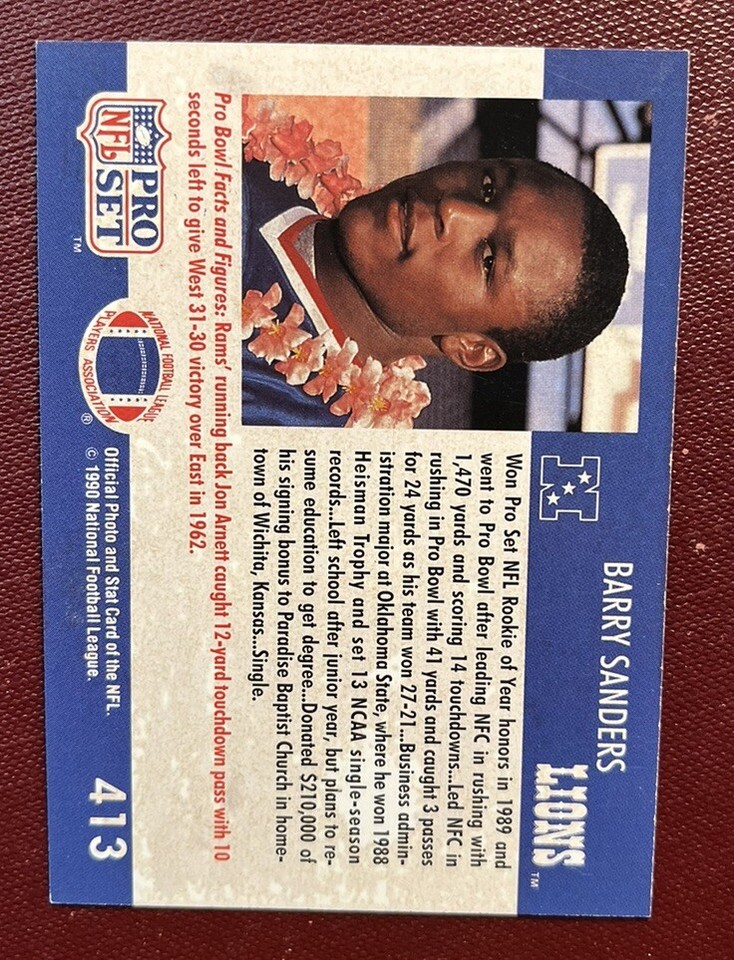 BARRY SANDERS
LIONS™
N
Won Pro Set NFL Rookie of Year honors in 1989 and
went to Pro Bowl after leading NFC in rushing with
1,470 yards and scoring 14 touchdowns...Led NFC in
rushing in Pro Bowl with 41 yards and caught 3 passes
for 24 yards as his team won 27-21...Business admin-
istration major at Oklahoma State, where he won 1988
Heisman Trophy and set 13 NCAA single-season
records...Left school after junior year, but plans to re-
sume education to get degree...Donated $210,000 of
his signing bonus to Paradise Baptist Church in home-
town of Wichita, Kansas...Single.
Pro Bowl Facts and Figures: Rams' running back Jon Arnett caught 12-yard touchdown pass with 10
seconds left to give West 31-30 victory over East in 1962.
NFL
PRO
SET
™
NATIONAL FOOTBALL LEAGUE
PLAYERS ASSOCIATION
®
Official Photo and Stat Card of the NFL.
© 1990 National Football League.
413